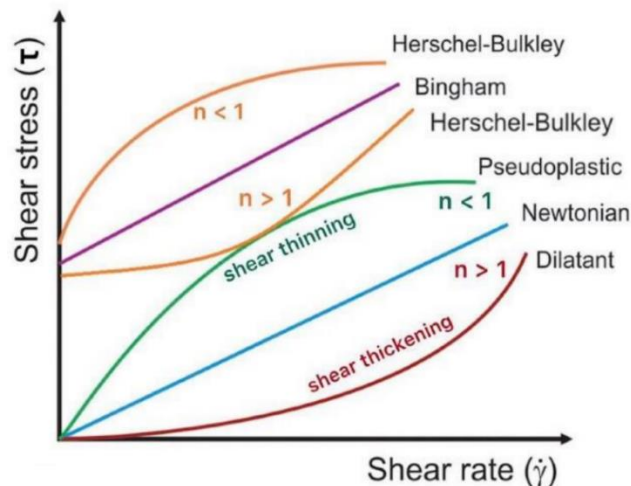 Shear stress (τ)
Herschel-Bulkley
n < 1
Bingham
Herschel-Bulkley
n > 1
Pseudoplastic
n < 1
shear thinning
Newtonian
n > 1
Dilatant
shear thickening
Shear rate (γ̇)